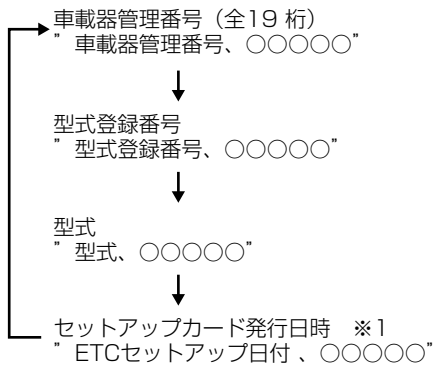 車載器管理番号（全19 桁）
” 車載器管理番号、○○○○○”
型式登録番号
” 型式登録番号、○○○○○”
型式
” 型式、○○○○○”
セットアップカード発行日時　※1
” ETCセットアップ日付 、○○○○○”